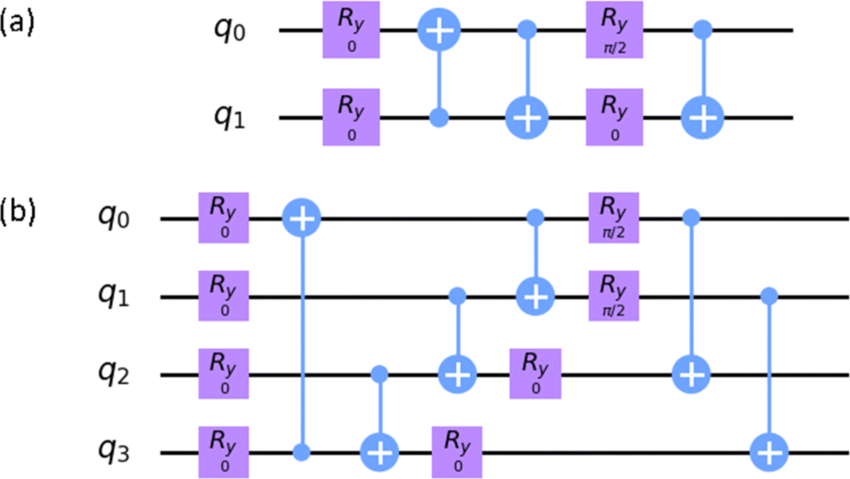 (a)
q0 Ry 0 Ry π/2
q1 Ry 0 Ry 0
(b)
q0 Ry 0 Ry π/2
q1 Ry 0 Ry π/2
q2 Ry 0 Ry 0
q3 Ry 0 Ry 0